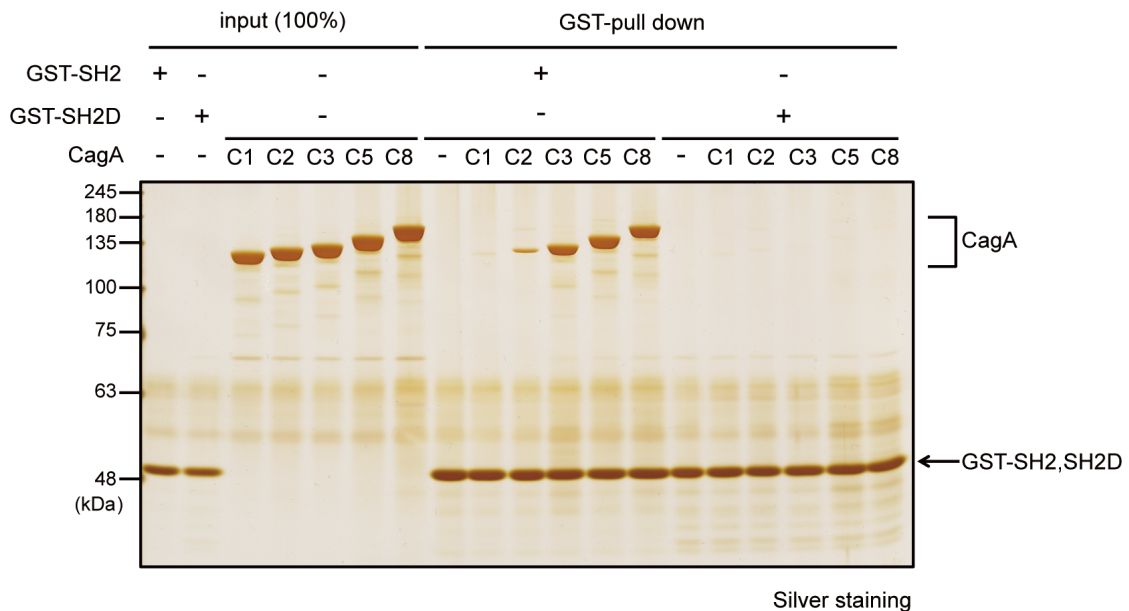 input (100%) GST-pull down
GST-SH2 + - - + -
GST-SH2D - + - - +
CagA - - C1 C2 C3 C5 C8 - C1 C2 C3 C5 C8 - C1 C2 C3 C5 C8
245
180
135
100
75
63
48
(kDa)
CagA
GST-SH2,SH2D
Silver staining